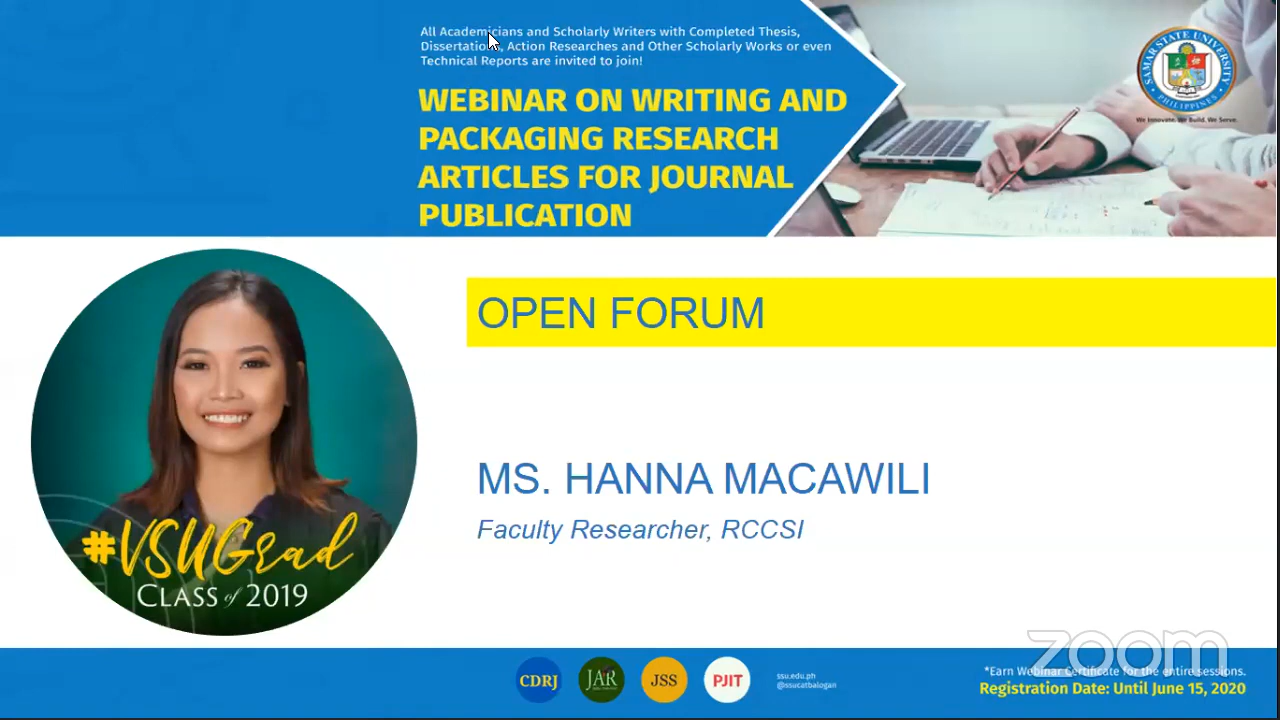 All Academicians and Scholarly Writers with Completed Thesis,
Dissertations, Action Researches and Other Scholarly Works or even
Technical Reports are invited to join!
WEBINAR ON WRITING AND
PACKAGING RESEARCH
ARTICLES FOR JOURNAL
PUBLICATION
SAMAR STATE UNIVERSITY
PHILIPPINES
We Innovate. We Build. We Serve.
OPEN FORUM
MS. HANNA MACAWILI
Faculty Researcher, RCCSI
#VSUGrad
CLASS of 2019
zoom
CDRJ
JAR
JSS
PJIT
ssu.edu.ph
@ssucatbalogan
*Earn Webinar Certificate for the entire sessions.
Registration Date: Until June 15, 2020